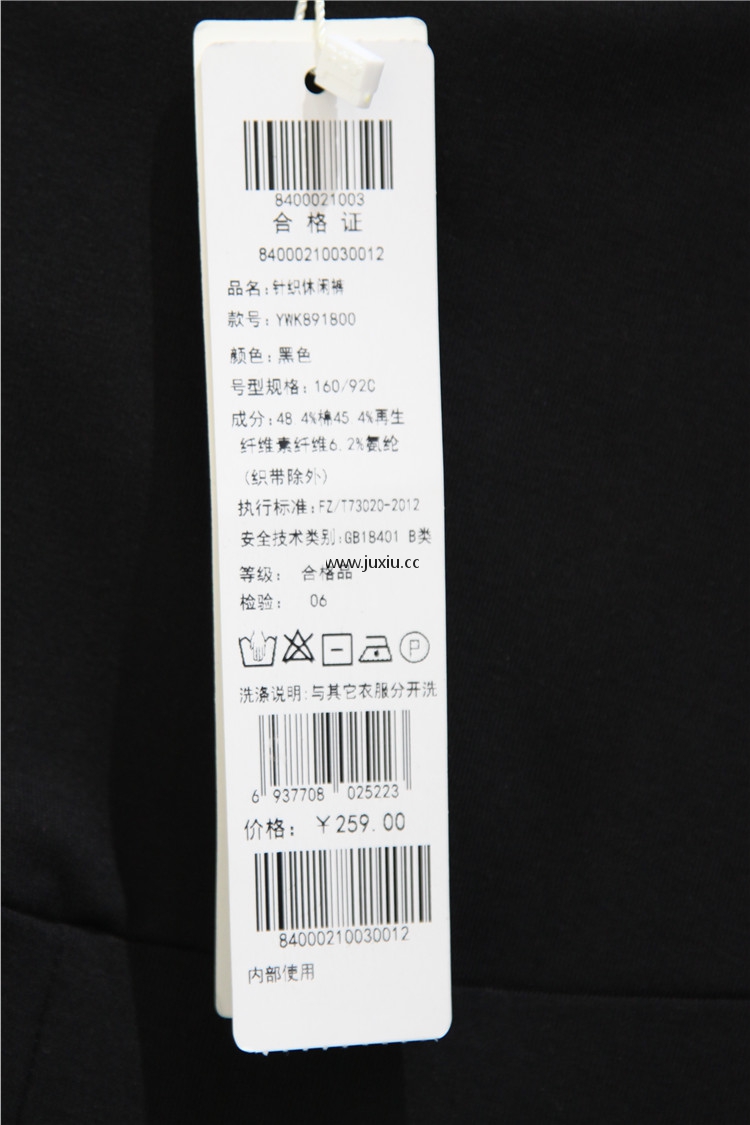 8400021003
合格证
84000210030012
品名:针织休闲裤
款号:YWK891800
颜色:黑色
号型规格:160/92C
成分:48.4%棉45.4%再生
纤维素纤维6.2%氨纶
(织带除外)
执行标准:FZ/T73020-2012
安全技术类别:GB18401 B类
www.juxiu.cc
等级: 合格品
检验: 06
P
洗涤说明:与其它衣服分开洗
6 937708 025223
价格: ¥259.00
84000210030012
内部使用